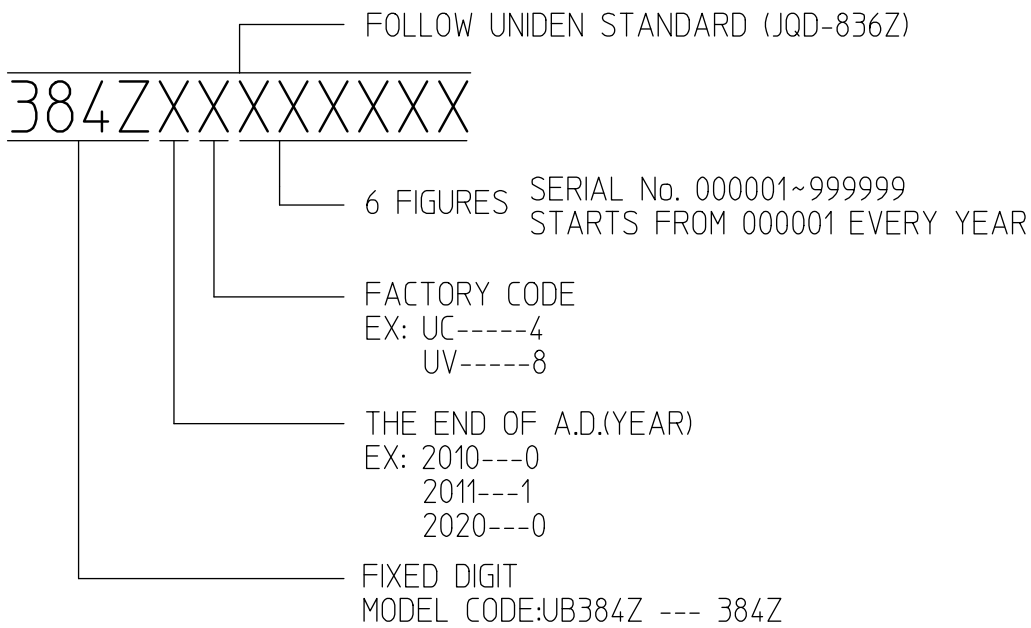 FOLLOW UNIDEN STANDARD (JQD-836Z)
384ZXXXXXXXX
6 FIGURES SERIAL No. 000001~999999
STARTS FROM 000001 EVERY YEAR
FACTORY CODE
EX: UC-----4
UV-----8
THE END OF A.D.(YEAR)
EX: 2010---0
2011---1
2020---0
FIXED DIGIT
MODEL CODE:UB384Z --- 384Z